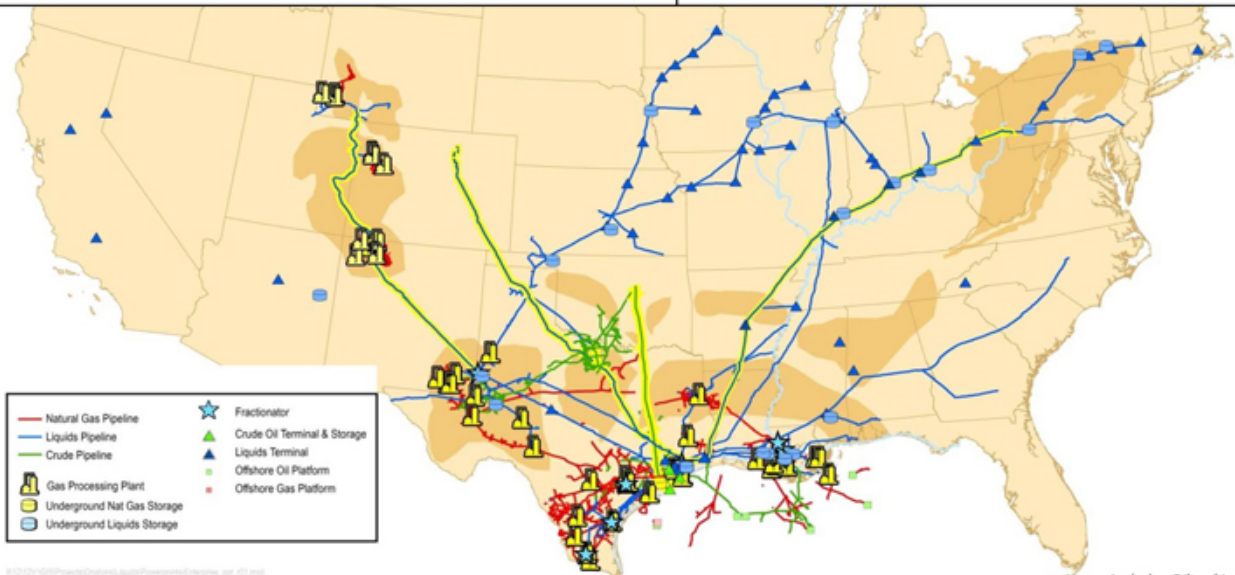 Natural Gas Pipeline
Liquids Pipeline
Crude Pipeline
Gas Processing Plant
Underground Nat Gas Storage
Underground Liquids Storage
Fractionator
Crude Oil Terminal & Storage
Liquids Terminal
Offshore Oil Platform
Offshore Gas Platform